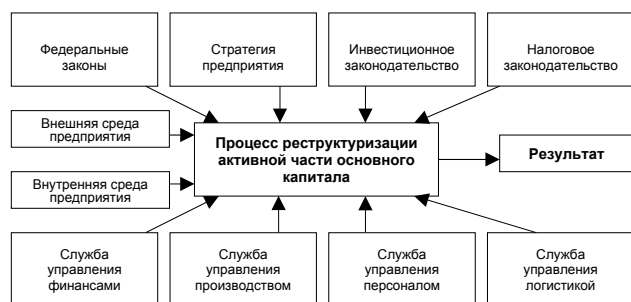 Федеральные
законы
Стратегия
предприятия
Инвестиционное
законодательство
Налоговое
законодательство
Внешняя среда
предприятия
Процесс реструктуризации
активной части основного
капитала
Результат
Внутренняя среда
предприятия
Служба
управления
финансами
Служба
управления
производством
Служба
управления
персоналом
Служба
управления
логистикой